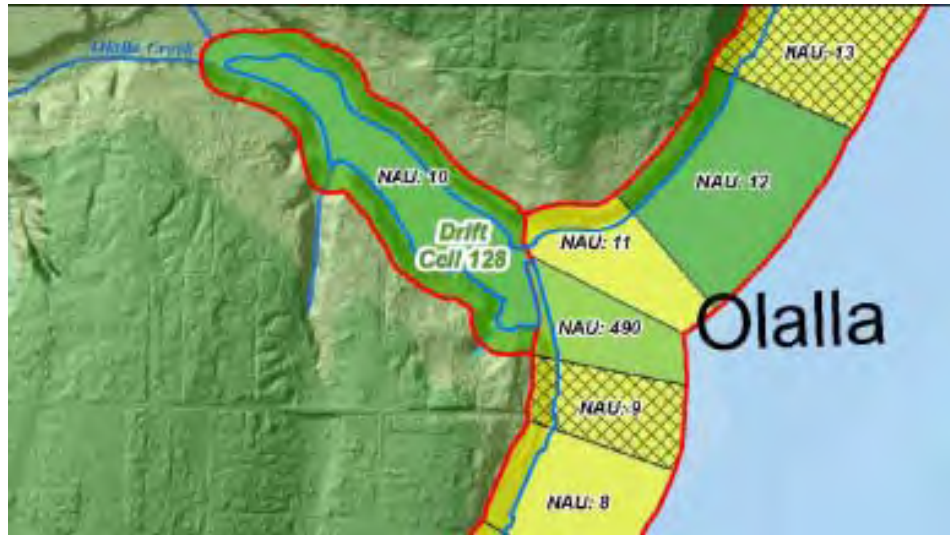 Olalla Creek
NAU: 13
NAU: 10
NAU: 12
Drift
Cell 128
NAU: 11
Olalla
NAU: 490
NAU: 9
NAU: 8